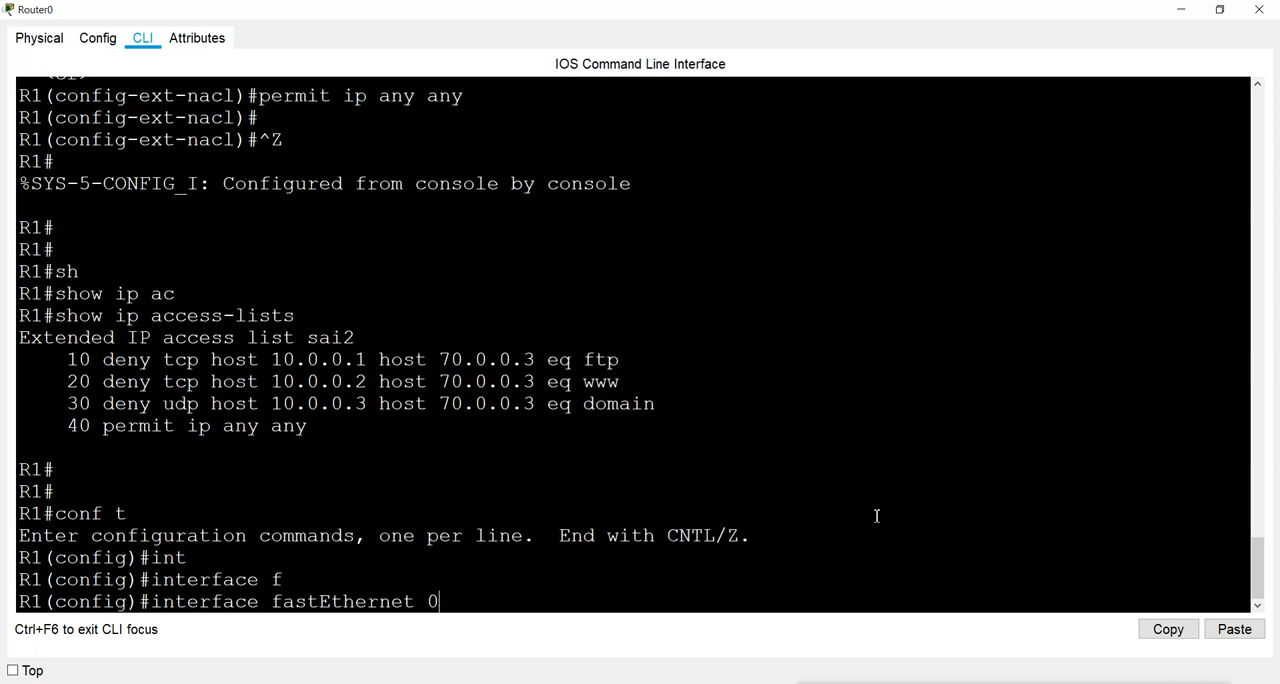 Router0
Physical Config CLI Attributes
IOS Command Line Interface
R1(config-ext-nacl)#permit ip any any
R1(config-ext-nacl)#
R1(config-ext-nacl)#^Z
R1#
%SYS-5-CONFIG_I: Configured from console by console
R1#
R1#
R1#sh
R1#show ip ac
R1#show ip access-lists
Extended IP access list sai2
10 deny tcp host 10.0.0.1 host 70.0.0.3 eq ftp
20 deny tcp host 10.0.0.2 host 70.0.0.3 eq www
30 deny udp host 10.0.0.3 host 70.0.0.3 eq domain
40 permit ip any any
R1#
R1#
R1#conf t
Enter configuration commands, one per line. End with CNTL/Z.
R1(config)#int
R1(config)#interface f
R1(config)#interface fastEthernet 0
Ctrl+F6 to exit CLI focus
Copy Paste
Top